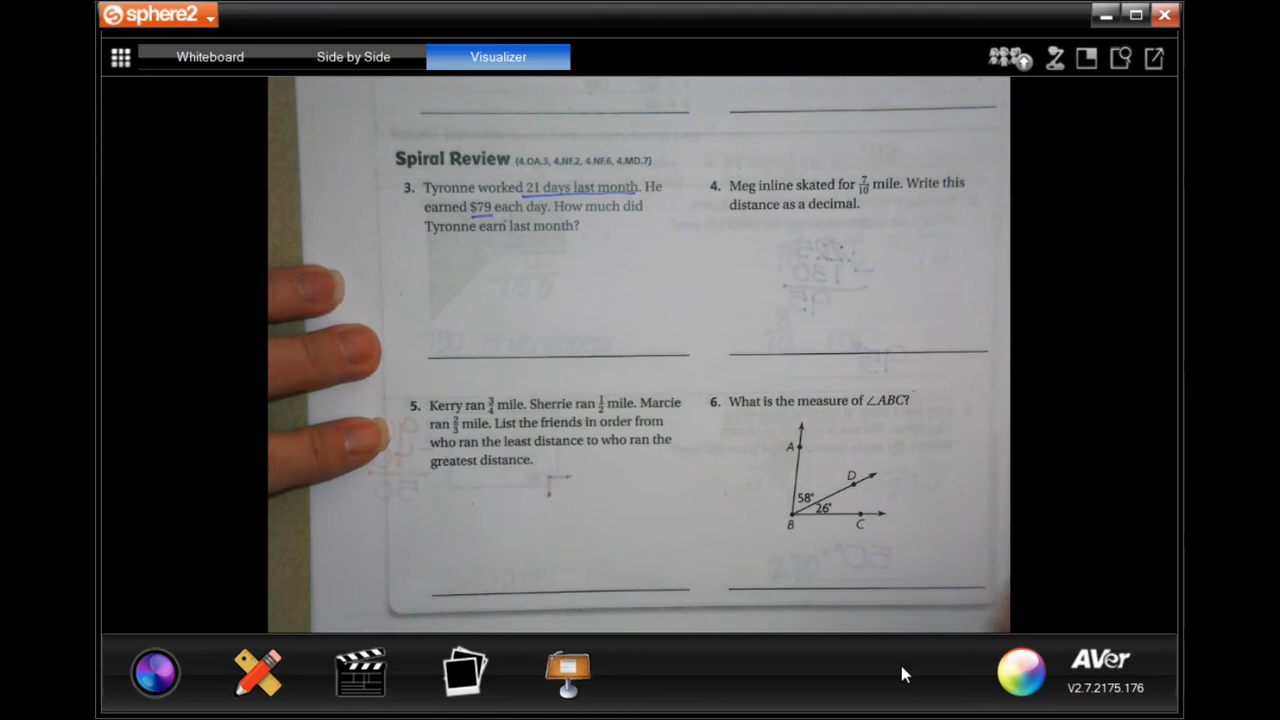 sphere2
Whiteboard
Side by Side
Visualizer
Spiral Review (4.OA.3, 4.NF.2, 4.NF.6, 4.MD.7)
3. Tyronne worked 21 days last month. He
earned $79 each day. How much did
Tyronne earn last month?
4. Meg inline skated for 7/10 mile. Write this
distance as a decimal.
5. Kerry ran 3/4 mile. Sherrie ran 1/2 mile. Marcie
ran 2/3 mile. List the friends in order from
who ran the least distance to who ran the
greatest distance.
6. What is the measure of ∠ABC?
A
D
58°
26°
B
C
AVer
V2.7.2175.176